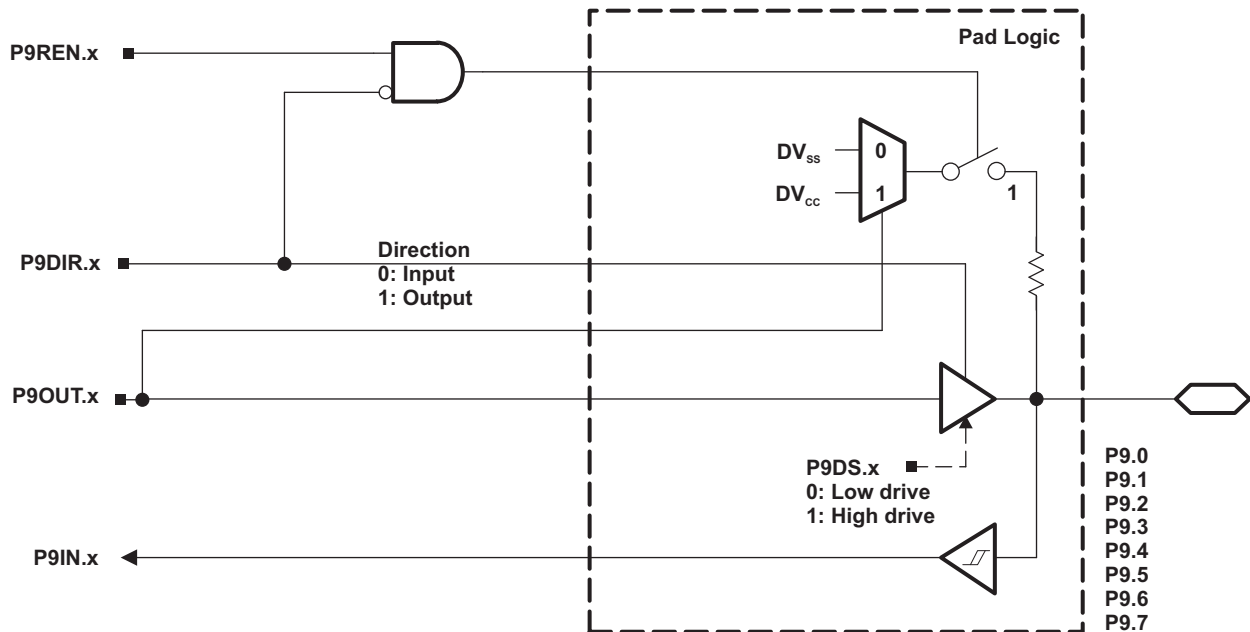 Pad Logic
P9REN.x
DVSS
0
DVCC
1
1
P9DIR.x
Direction
0: Input
1: Output
P9OUT.x
P9DS.x
0: Low drive
1: High drive
P9IN.x
P9.0
P9.1
P9.2
P9.3
P9.4
P9.5
P9.6
P9.7